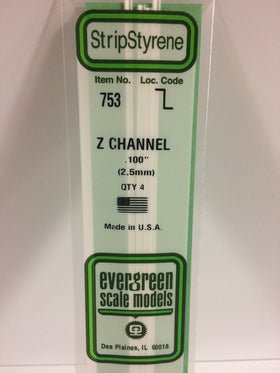 StripStyrene
Item No. Loc. Code
753
Z CHANNEL
.100"
(2.5mm)
QTY 4
Made in U.S.A.
evergreen
scale models
Des Plaines, IL 60018